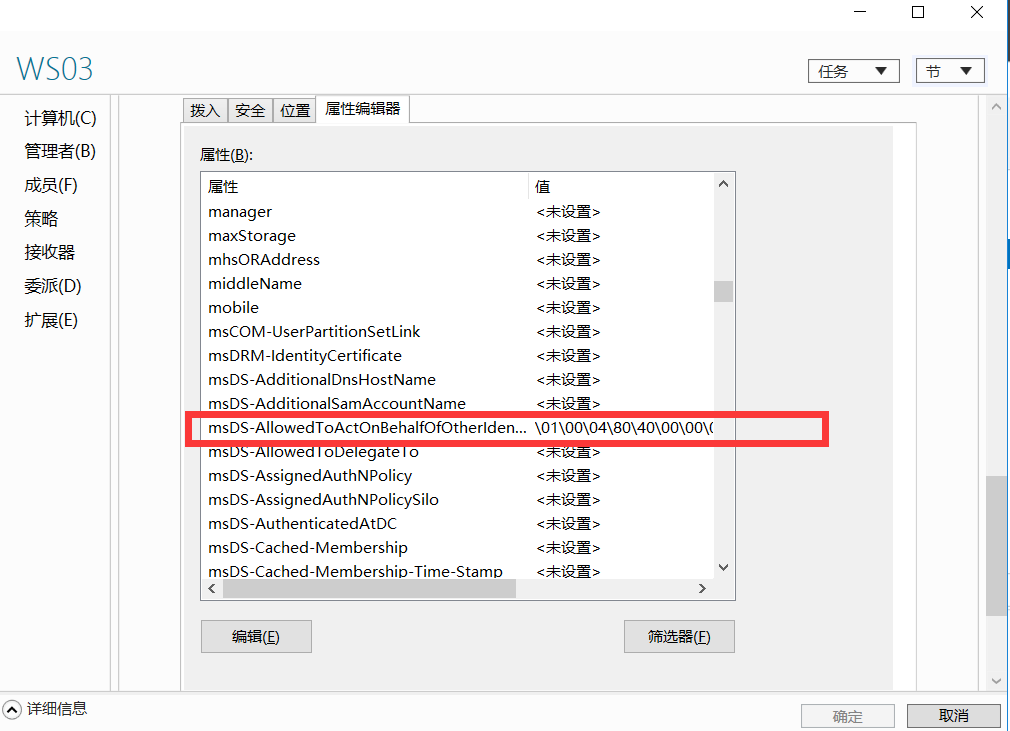 WS03
任务
节
计算机(C)
管理者(B)
成员(F)
策略
接收器
委派(D)
扩展(E)
拨入 安全 位置 属性编辑器
属性(B):
属性 值
manager <未设置>
maxStorage <未设置>
mhsORAddress <未设置>
middleName <未设置>
mobile <未设置>
msCOM-UserPartitionSetLink <未设置>
msDRM-IdentityCertificate <未设置>
msDS-AdditionalDnsHostName <未设置>
msDS-AdditionalSamAccountName <未设置>
msDS-AllowedToActOnBehalfOfOtherIden... \01\00\04\80\40\00\00\0
msDS-AllowedToDelegateTo <未设置>
msDS-AssignedAuthNPolicy <未设置>
msDS-AssignedAuthNPolicySilo <未设置>
msDS-AuthenticatedAtDC <未设置>
msDS-Cached-Membership <未设置>
msDS-Cached-Membership-Time-Stamp <未设置>
编辑(E)
筛选器(F)
详细信息
确定
取消